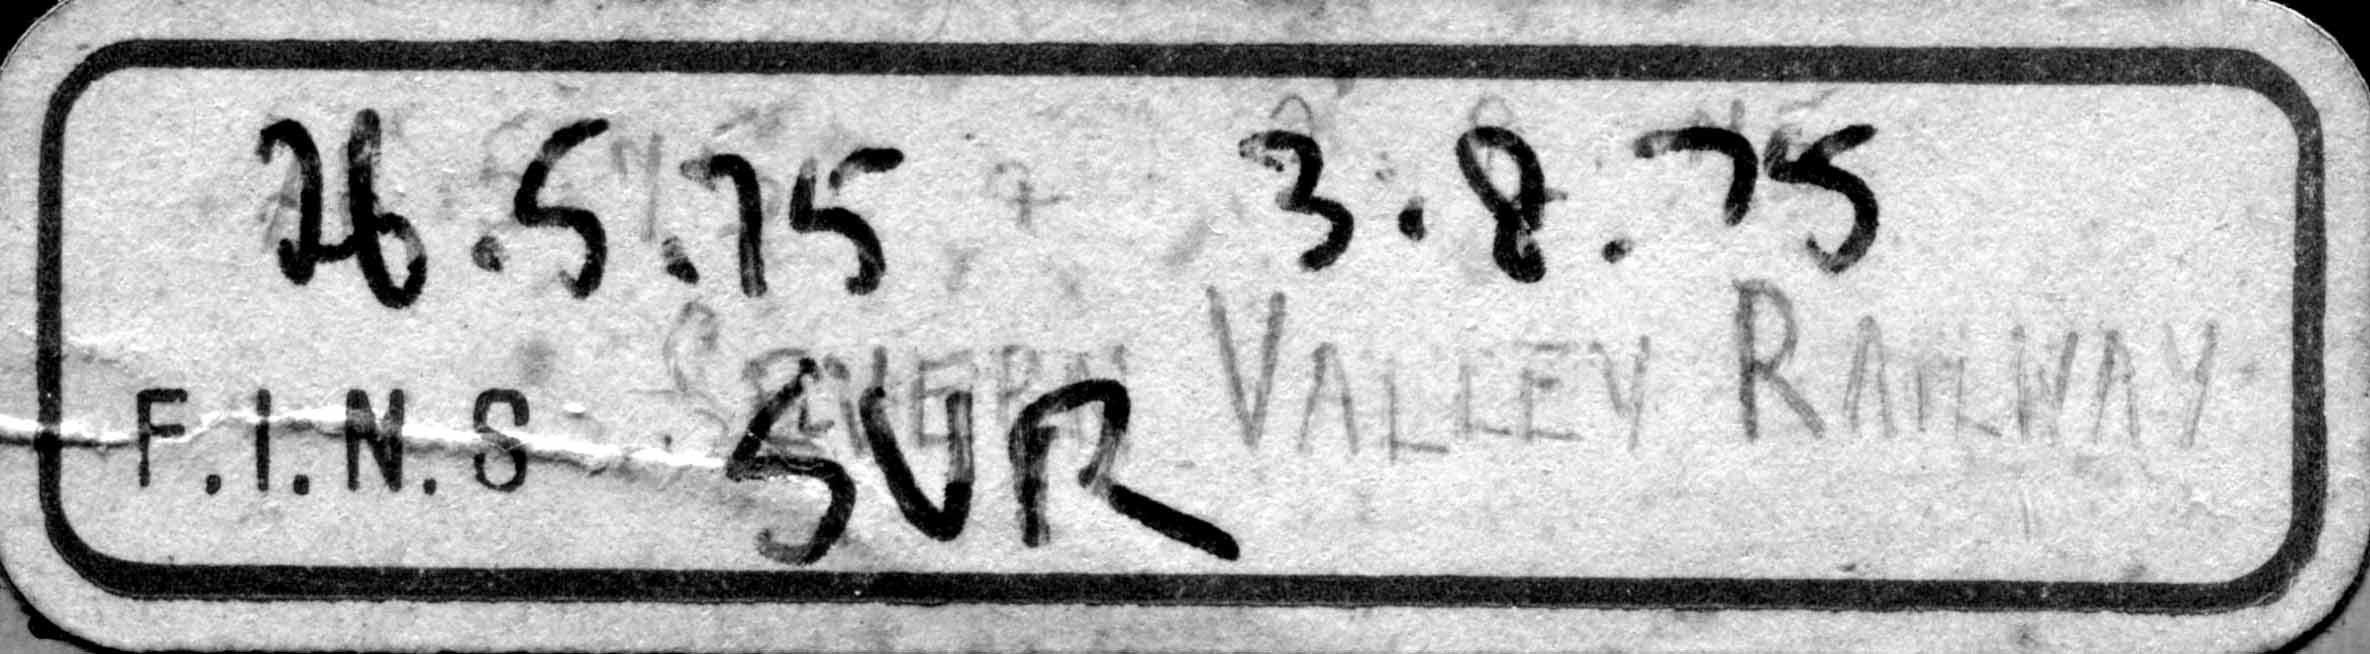 26.5.75 3.8.75
SEVERN VALLEY RAILWAY
F.I.N.S SVR